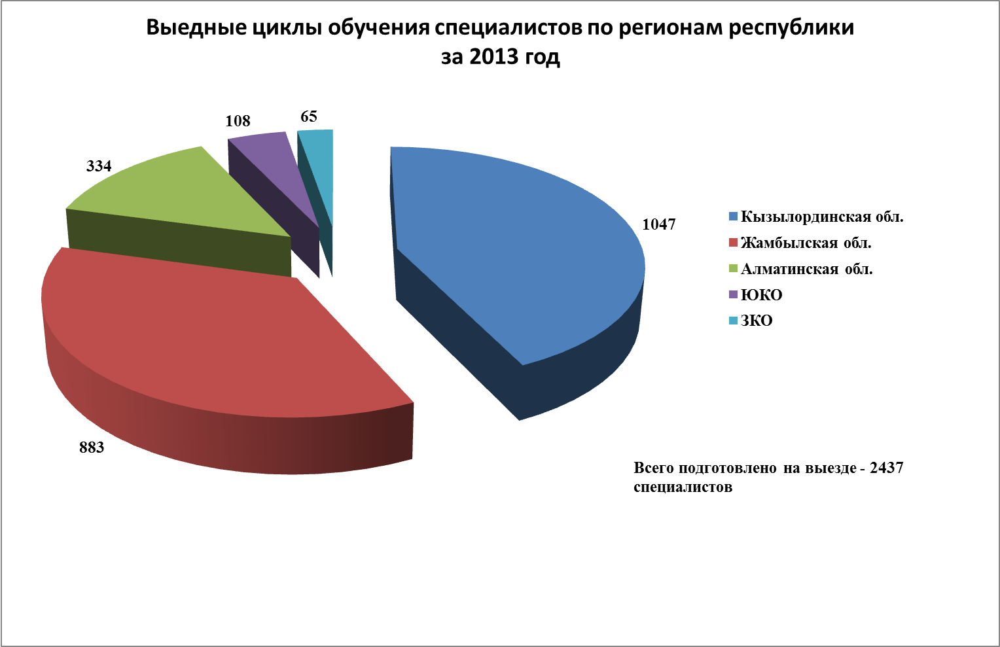 Выедные циклы обучения специалистов по регионам республики
за 2013 год
65
108
334
1047
883
Кызылординская обл.
Жамбылская обл.
Алматинская обл.
ЮКО
ЗКО
Всего подготовлено на выезде - 2437
специалистов